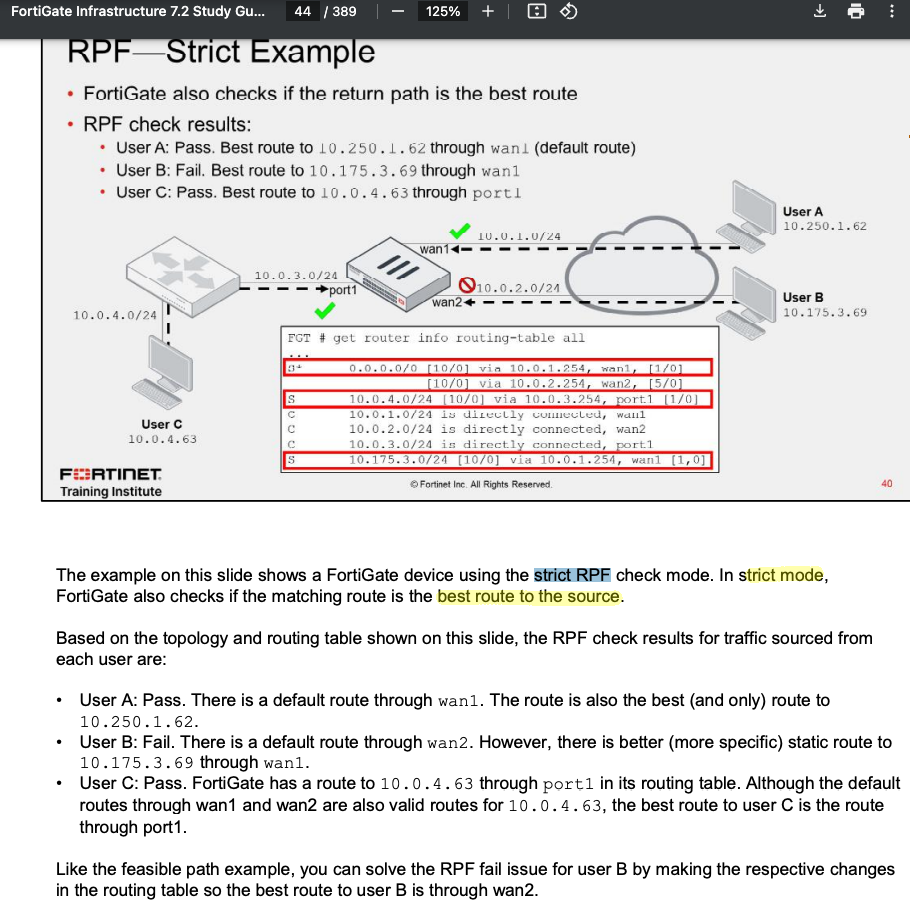 FortiGate Infrastructure 7.2 Study Gu... 44 / 389 125%
RPF—Strict Example
• FortiGate also checks if the return path is the best route
• RPF check results:
• User A: Pass. Best route to 10.250.1.62 through wan1 (default route)
• User B: Fail. Best route to 10.175.3.69 through wan1
• User C: Pass. Best route to 10.0.4.63 through port1
User A
10.250.1.62
10.0.1.0/24
wan1
10.0.3.0/24
port1
10.0.2.0/24
wan2
User B
10.175.3.69
10.0.4.0/24
User C
10.0.4.63
FGT # get router info routing-table all
...
S* 0.0.0.0/0 [10/0] via 10.0.1.254, wan1, [1/0]
[10/0] via 10.0.2.254, wan2, [5/0]
S 10.0.4.0/24 [10/0] via 10.0.3.254, port1 [1/0]
C 10.0.1.0/24 is directly connected, wan1
C 10.0.2.0/24 is directly connected, wan2
C 10.0.3.0/24 is directly connected, port1
S 10.175.3.0/24 [10/0] via 10.0.1.254, wan1 [1,0]
FORTINET
Training Institute
© Fortinet Inc. All Rights Reserved.
40
The example on this slide shows a FortiGate device using the strict RPF check mode. In strict mode,
FortiGate also checks if the matching route is the best route to the source.
Based on the topology and routing table shown on this slide, the RPF check results for traffic sourced from
each user are:
• User A: Pass. There is a default route through wan1. The route is also the best (and only) route to
10.250.1.62.
• User B: Fail. There is a default route through wan2. However, there is better (more specific) static route to
10.175.3.69 through wan1.
• User C: Pass. FortiGate has a route to 10.0.4.63 through port1 in its routing table. Although the default
routes through wan1 and wan2 are also valid routes for 10.0.4.63, the best route to user C is the route
through port1.
Like the feasible path example, you can solve the RPF fail issue for user B by making the respective changes
in the routing table so the best route to user B is through wan2.